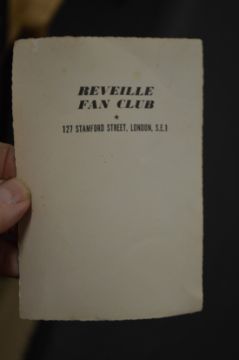 REVEILLE
FAN CLUB
127 STAMFORD STREET, LONDON, S.E.1